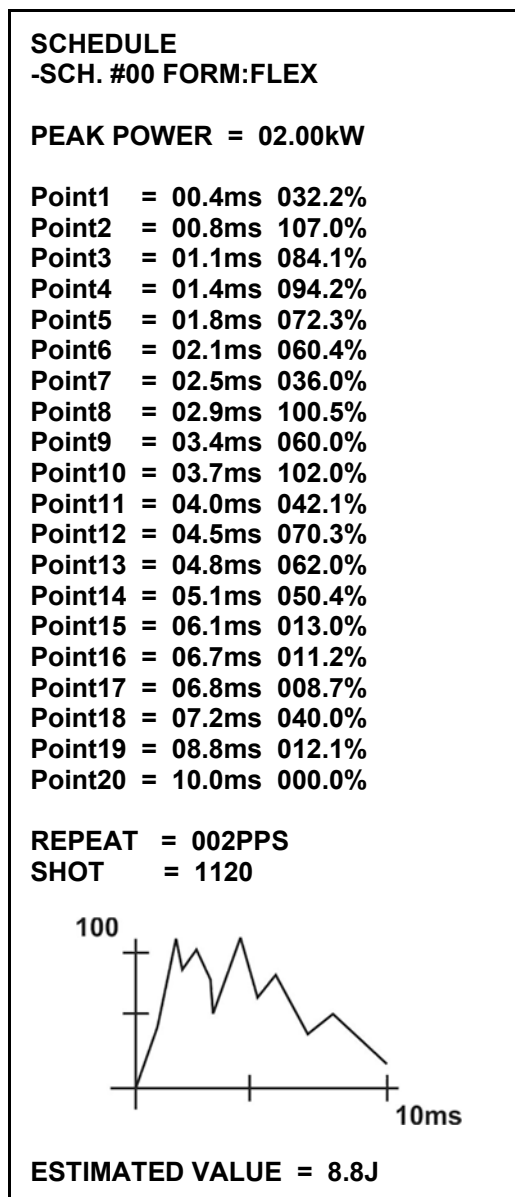 SCHEDULE
-SCH. #00 FORM:FLEX
PEAK POWER = 02.00kW
Point1 = 00.4ms 032.2%
Point2 = 00.8ms 107.0%
Point3 = 01.1ms 084.1%
Point4 = 01.4ms 094.2%
Point5 = 01.8ms 072.3%
Point6 = 02.1ms 060.4%
Point7 = 02.5ms 036.0%
Point8 = 02.9ms 100.5%
Point9 = 03.4ms 060.0%
Point10 = 03.7ms 102.0%
Point11 = 04.0ms 042.1%
Point12 = 04.5ms 070.3%
Point13 = 04.8ms 062.0%
Point14 = 05.1ms 050.4%
Point15 = 06.1ms 013.0%
Point16 = 06.7ms 011.2%
Point17 = 06.8ms 008.7%
Point18 = 07.2ms 040.0%
Point19 = 08.8ms 012.1%
Point20 = 10.0ms 000.0%
REPEAT = 002PPS
SHOT = 1120
100
10ms
ESTIMATED VALUE = 8.8J